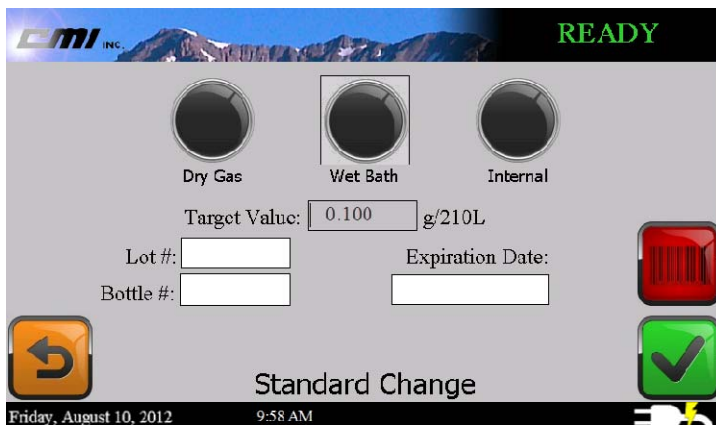 CMI INC.
READY
Dry Gas
Wet Bath
Internal
Target Value: 0.100 g/210L
Lot #:
Expiration Date:
Bottle #:
Standard Change
Friday, August 10, 2012 9:58 AM